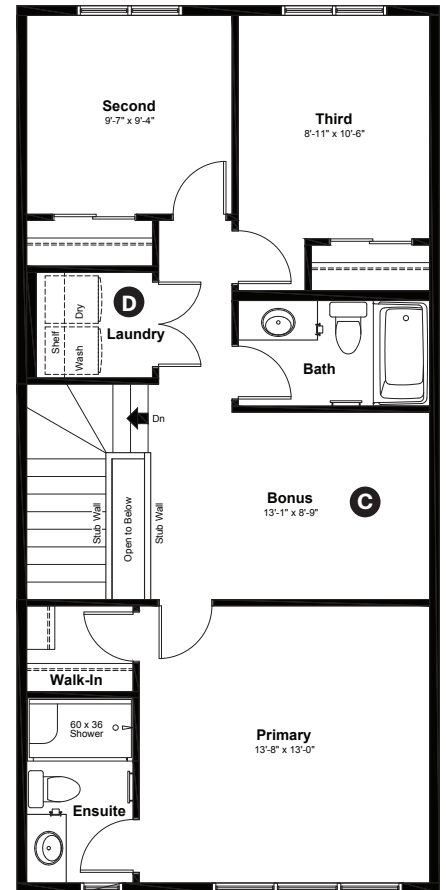 Second
9'-7" x 9'-4"
Third
8'-11" x 10'-6"
D
Laundry
Shelf
Dry
Wash
Bath
Dn
Stub Wall
Open to Below
Stub Wall
Bonus
13'-1" x 8'-9"
C
Walk-In
60 x 36
Shower
Ensuite
Primary
13'-8" x 13'-0"